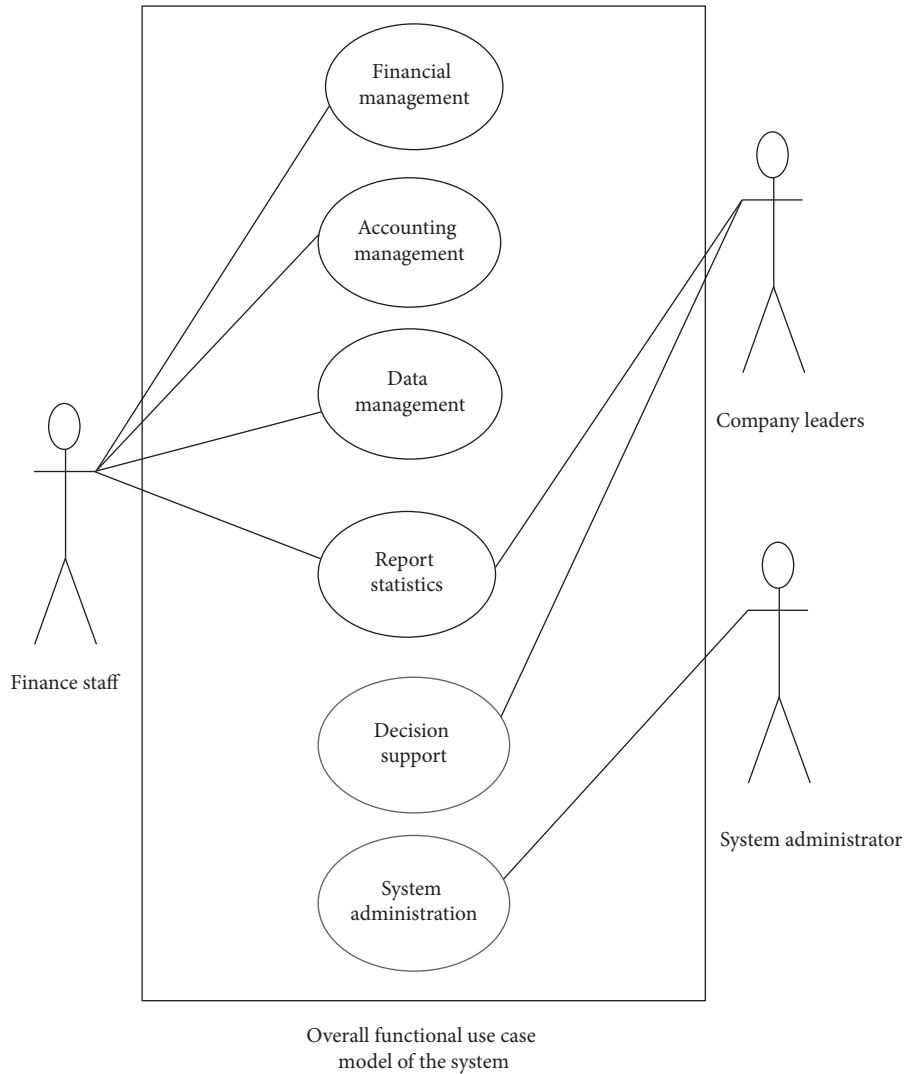 Financial
management
Accounting
management
Data
management
Company leaders
Report
statistics
Finance staff
Decision
support
System administrator
System
administration
Overall functional use case
model of the system